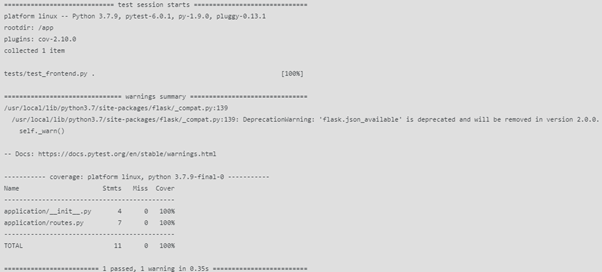 ============================= test session starts ==============================
platform linux -- Python 3.7.9, pytest-6.0.1, py-1.9.0, pluggy-0.13.1
rootdir: /app
plugins: cov-2.10.0
collected 1 item
tests/test_frontend.py . [100%]
=============================== warnings summary ===============================
/usr/local/lib/python3.7/site-packages/flask/_compat.py:139
/usr/local/lib/python3.7/site-packages/flask/_compat.py:139: DeprecationWarning: 'flask.json_available' is deprecated and will be removed in version 2.0.0.
self._warn()
-- Docs: https://docs.pytest.org/en/stable/warnings.html
----------- coverage: platform linux, python 3.7.9-final-0 -----------
Name Stmts Miss Cover
---------------------------------------------
application/__init__.py 4 0 100%
application/routes.py 7 0 100%
---------------------------------------------
TOTAL 11 0 100%
========================= 1 passed, 1 warning in 0.35s =========================